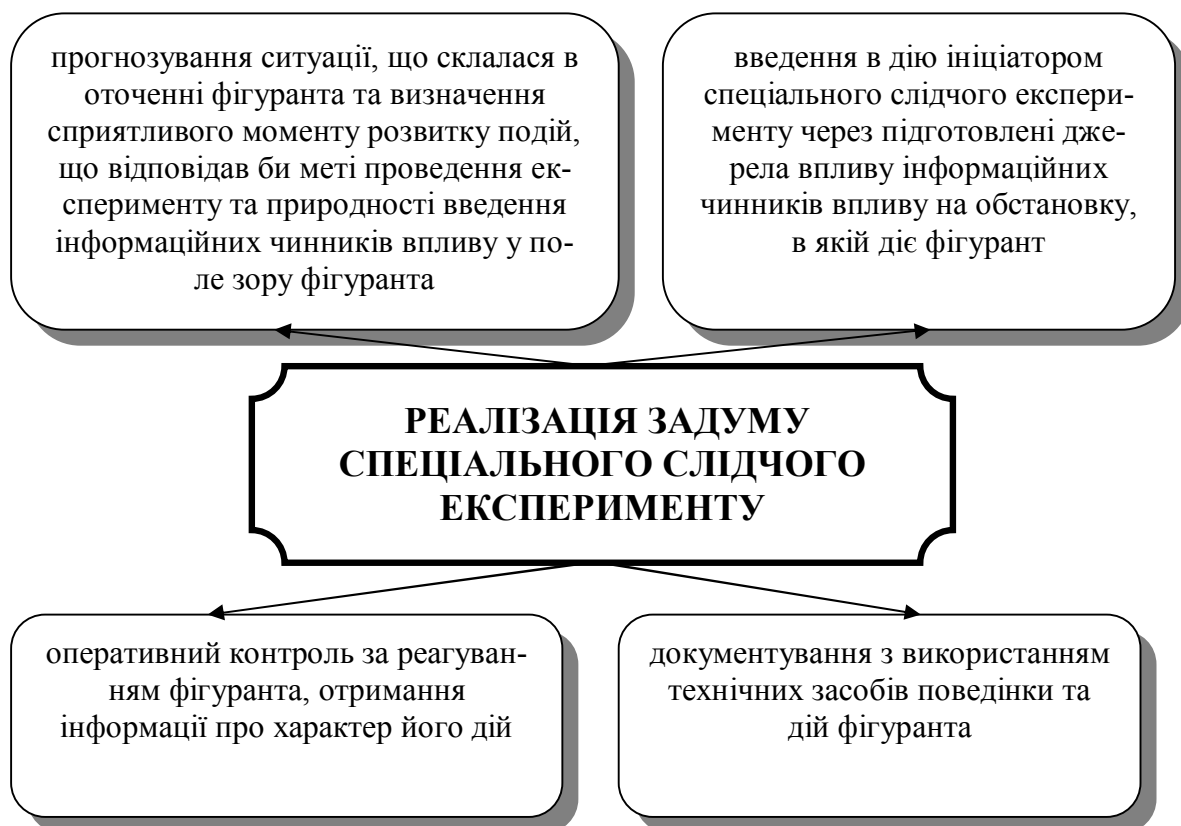 прогнозування ситуації, що склалася в
оточенні фігуранта та визначення
сприятливого моменту розвитку подій,
що відповідав би меті проведення ек-
сперименту та природності введення
інформаційних чинників впливу у по-
ле зору фігуранта
введення в дію ініціатором
спеціального слідчого експери-
менту через підготовлені дже-
рела впливу інформаційних
чинників впливу на обстановку,
в якій діє фігурант
РЕАЛІЗАЦІЯ ЗАДУМУ
СПЕЦІАЛЬНОГО СЛІДЧОГО
ЕКСПЕРИМЕНТУ
оперативний контроль за реагуван-
ням фігуранта, отримання
інформації про характер його дій
документування з використанням
технічних засобів поведінки та
дій фігуранта